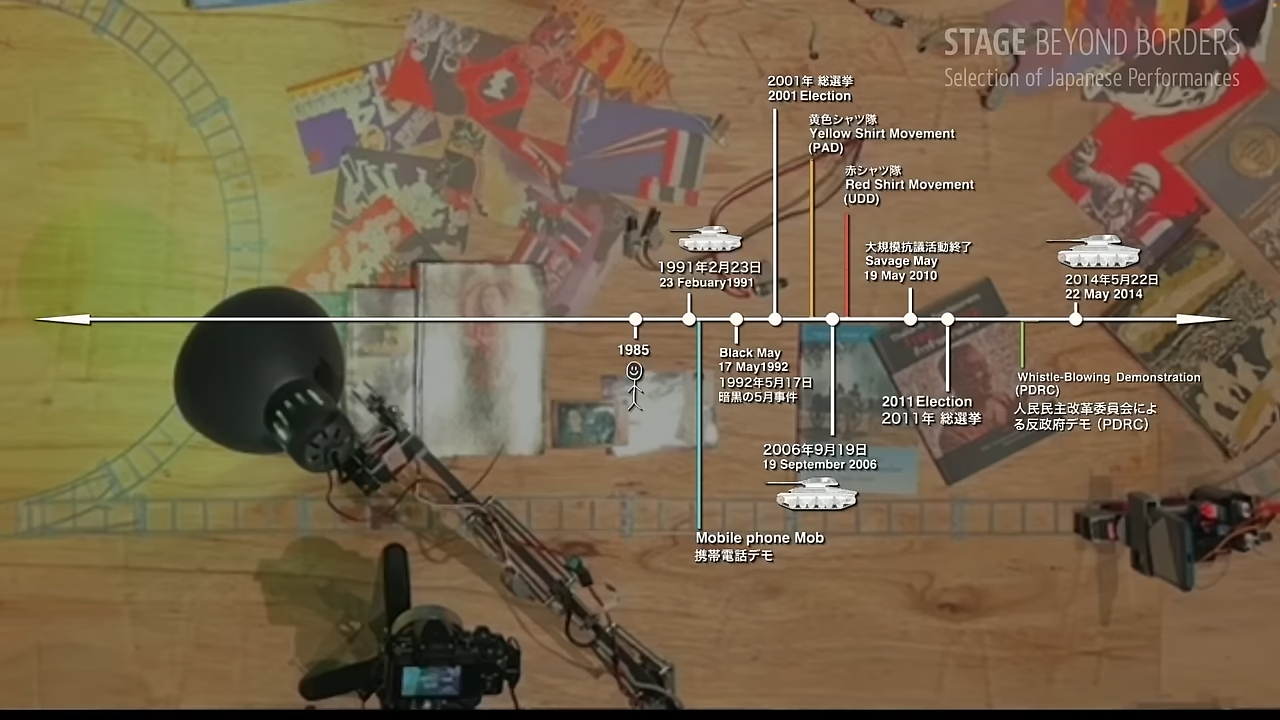 STAGE BEYOND BORDERS
Selection of Japanese Performances
2001年 総選挙
2001 Election
黄色シャツ隊
Yellow Shirt Movement
(PAD)
赤シャツ隊
Red Shirt Movement
(UDD)
1991年2月23日
23 Febuary1991
大規模抗議活動終了
Savage May
19 May 2010
2014年5月22日
22 May 2014
1985
Black May
17 May1992
1992年5月17日
暗黒の5月事件
2011Election
2011年 総選挙
Whistle-Blowing Demonstration
(PDRC)
人民民主改革委員会によ
る反政府デモ (PDRC)
2006年9月19日
19 September 2006
Mobile phone Mob
携帯電話デモ